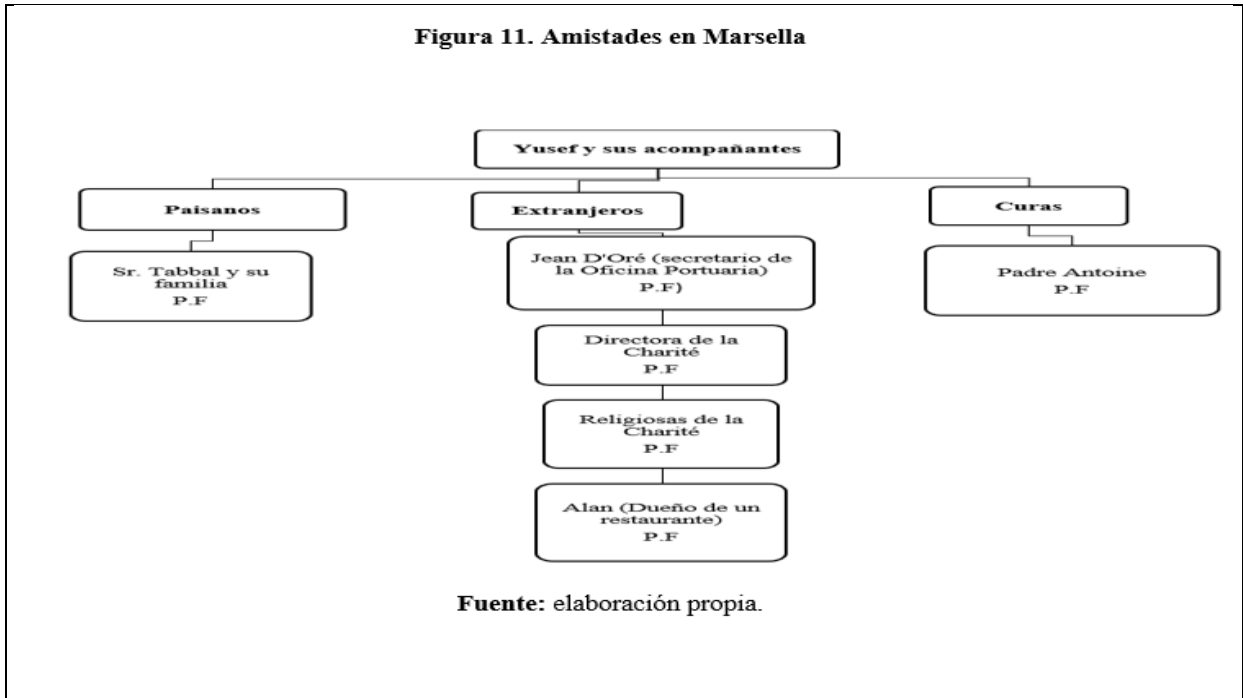 Figura 11. Amistades en Marsella
Yusef y sus acompañantes
Paisanos
Sr. Tabbal y su
familia
P.F
Extranjeros
Jean D'Oré (secretario de
la Oficina Portuaria)
P.F)
Directora de la
Charité
P.F
Religiosas de la
Charité
P.F
Alan (Dueño de un
restaurante)
P.F
Curas
Padre Antoine
P.F
Fuente: elaboración propia.